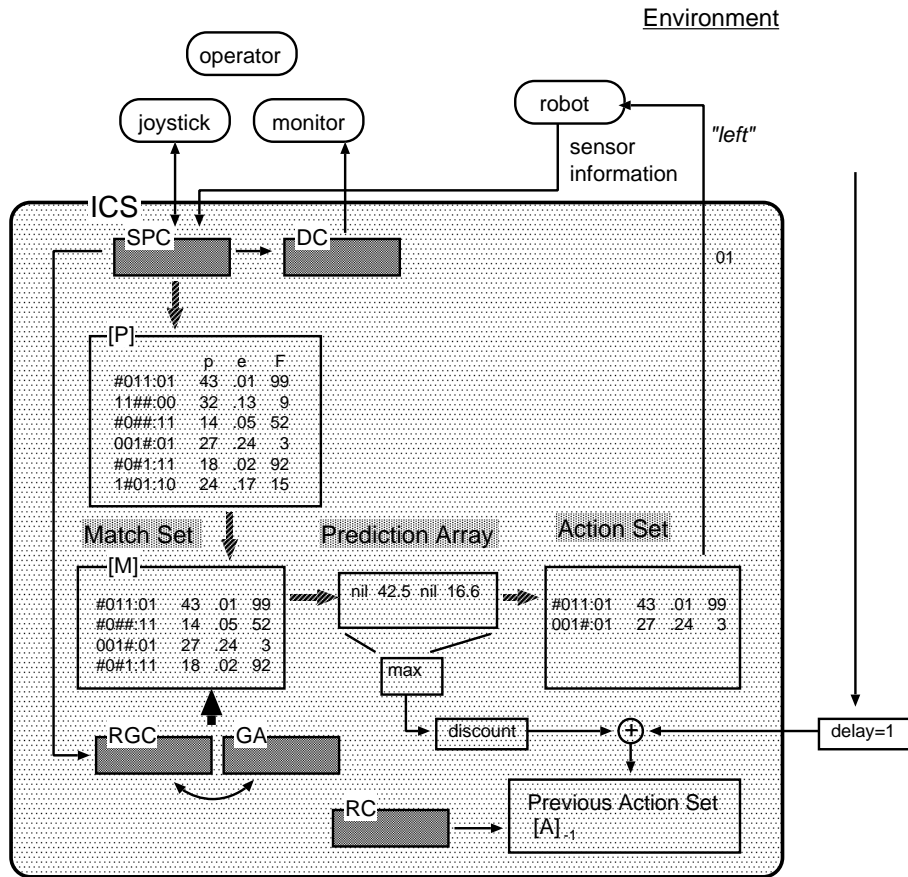 Environment
operator
robot
joystick
monitor
"left"
sensor
information
ICS
SPC
DC
01
[P]
p e F
#011:01 43 .01 99
11##:00 32 .13 9
#0##:11 14 .05 52
001#:01 27 .24 3
#0#1:11 18 .02 92
1#01:10 24 .17 15
Match Set
Prediction Array
Action Set
[M]
#011:01 43 .01 99
#0##:11 14 .05 52
001#:01 27 .24 3
#0#1:11 18 .02 92
nil 42.5 nil 16.6
#011:01 43 .01 99
001#:01 27 .24 3
max
RGC
GA
discount
+
delay=1
RC
Previous Action Set
[A]-1